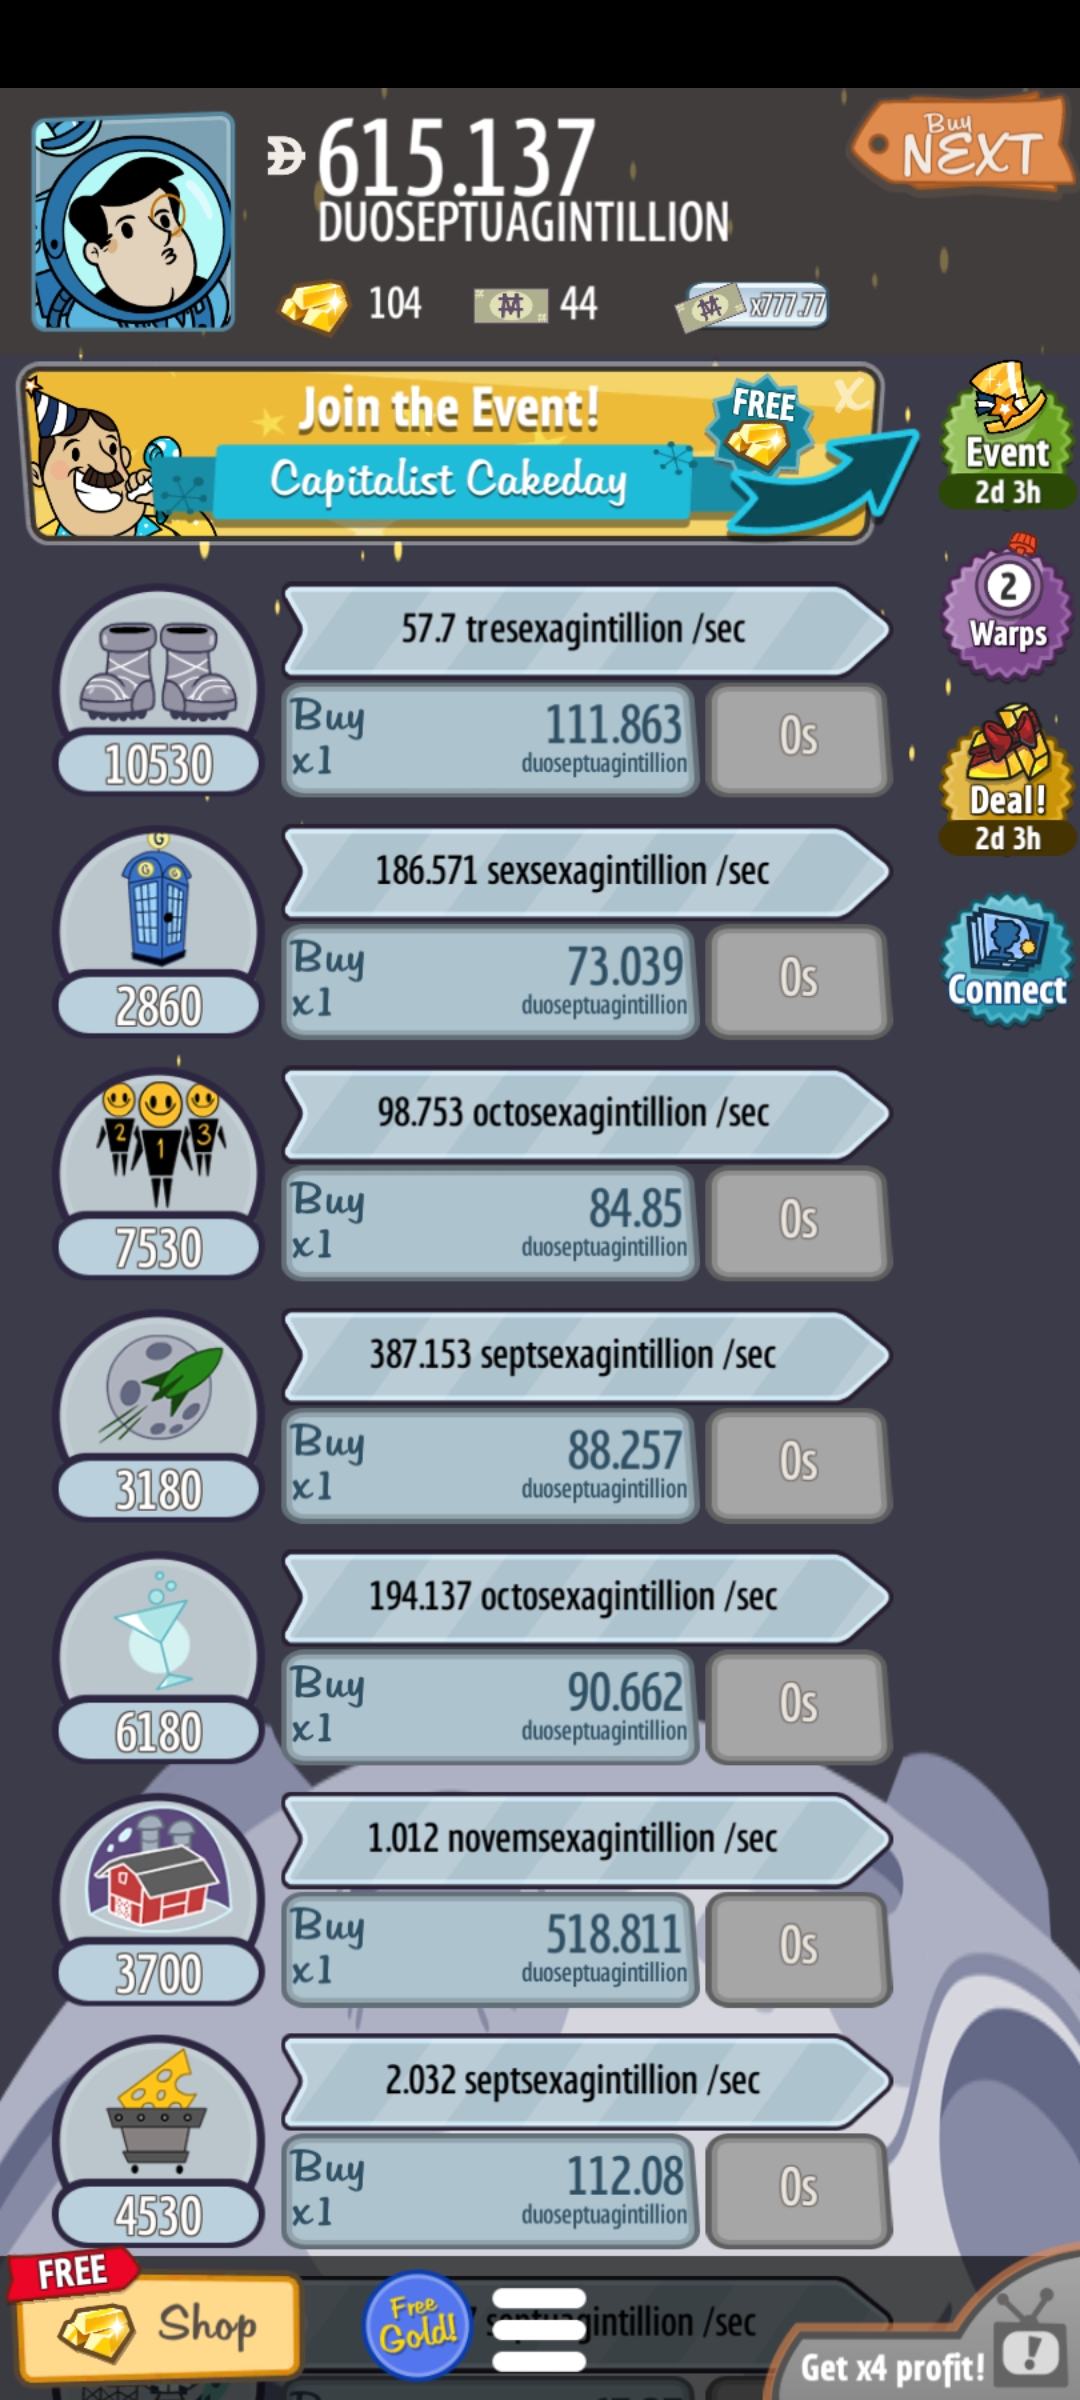 615.137
DUOSEPTUAGINTILLION
Buy
NEXT
104
44
x777.77
Join the Event!
Capitalist Cakeday
FREE
X
Event
2d 3h
2
Warps
Deal!
2d 3h
Connect
57.7 tresexagintillion /sec
Buy
x1
111.863
duoseptuagintillion
0s
10530
186.571 sexsexagintillion /sec
Buy
x1
73.039
duoseptuagintillion
0s
G
G G
2860
98.753 octosexagintillion /sec
Buy
x1
84.85
duoseptuagintillion
0s
2 1 3
7530
387.153 septsexagintillion /sec
Buy
x1
88.257
duoseptuagintillion
0s
3180
194.137 octosexagintillion /sec
Buy
x1
90.662
duoseptuagintillion
0s
6180
1.012 novemsexagintillion /sec
Buy
x1
518.811
duoseptuagintillion
0s
3700
2.032 septsexagintillion /sec
Buy
x1
112.08
duoseptuagintillion
0s
4530
FREE
Shop
Free
Gold!
/sec
Get x4 profit!
!